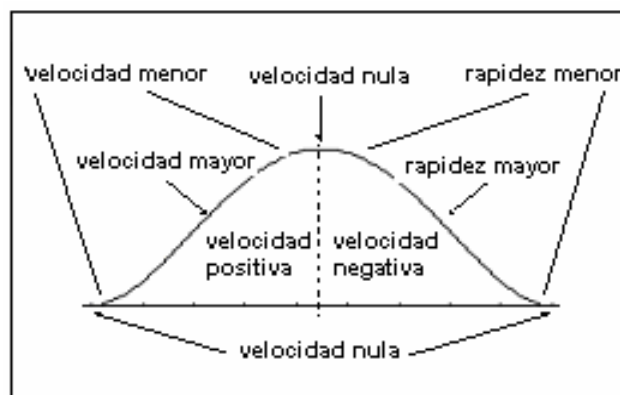 velocidad menor
velocidad nula
rapidez menor
velocidad mayor
rapidez mayor
velocidad
positiva
velocidad
negativa
velocidad nula